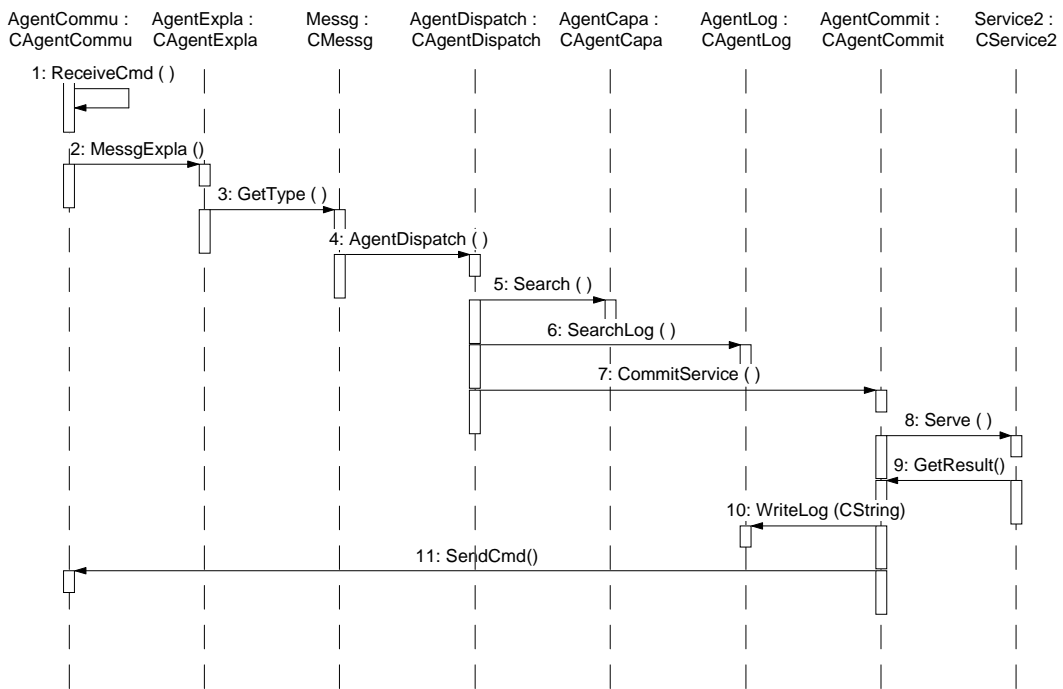 AgentCommu :
CAgentCommu
AgentExpla :
CAgentExpla
Messg :
CMessg
AgentDispatch :
CAgentDispatch
AgentCapa :
CAgentCapa
AgentLog :
CAgentLog
AgentCommit :
CAgentCommit
Service2 :
CService2
1: ReceiveCmd ( )
2: MessgExpla ()
3: GetType ( )
4: AgentDispatch ( )
5: Search ( )
6: SearchLog ( )
7: CommitService ( )
8: Serve ( )
9: GetResult()
10: WriteLog (CString)
11: SendCmd()